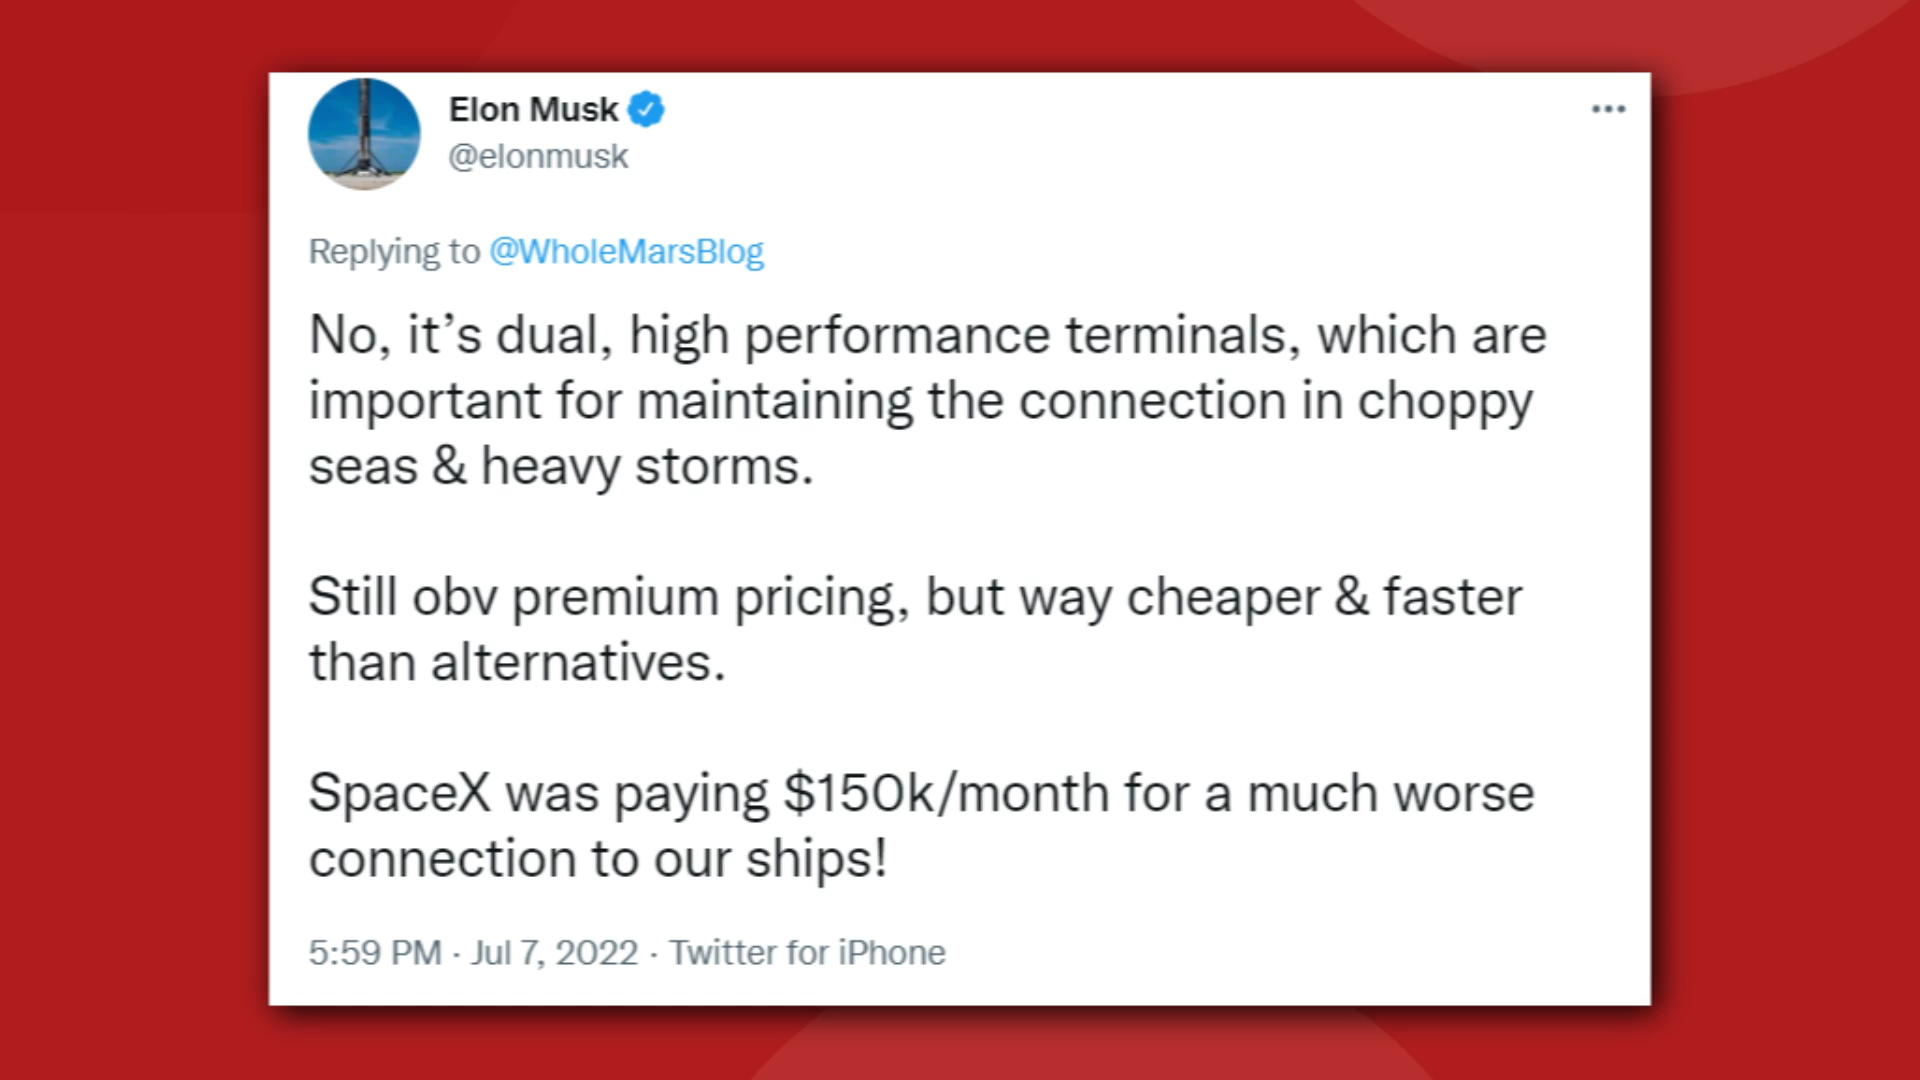 Elon Musk
@elonmusk
Replying to @WholeMarsBlog
No, it’s dual, high performance terminals, which are
important for maintaining the connection in choppy
seas & heavy storms.
Still obv premium pricing, but way cheaper & faster
than alternatives.
SpaceX was paying $150k/month for a much worse
connection to our ships!
5:59 PM · Jul 7, 2022 · Twitter for iPhone